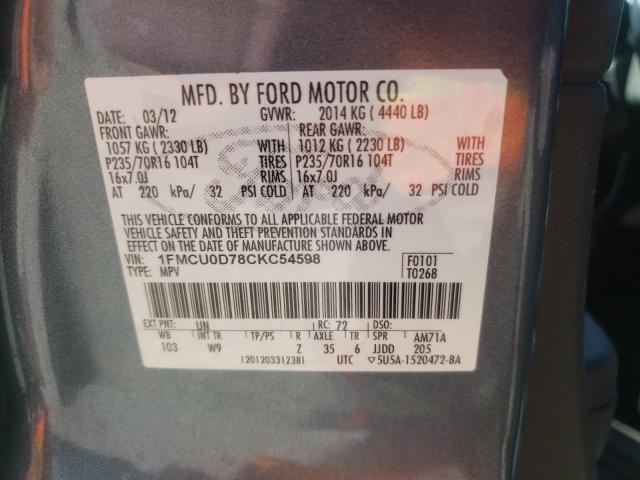 MFD. BY FORD MOTOR CO.
DATE: 03/12 GVWR: 2014 KG ( 4440 LB)
FRONT GAWR: REAR GAWR:
1057 KG ( 2330 LB) WITH 1012 KG ( 2230 LB) WITH
P235/70R16 104T TIRES P235/70R16 104T TIRES
16x7.0J RIMS 16x7.0J RIMS
AT 220 kPa/ 32 PSI COLD AT 220 kPa/ 32 PSI COLD
THIS VEHICLE CONFORMS TO ALL APPLICABLE FEDERAL MOTOR
VEHICLE SAFETY AND THEFT PREVENTION STANDARDS IN
EFFECT ON THE DATE OF MANUFACTURE SHOWN ABOVE.
VIN: 1FMCU0D78CKC54598 F0101
TYPE: MPV T0268
EXT PNT: UN RC: 72 DSO:
WB INT TR TP/PS R AXLE TR SPR AM71A
103 W9 Z 35 6 JJDD 205
1201203312381 UTC ▽5U5A-1520472-BA